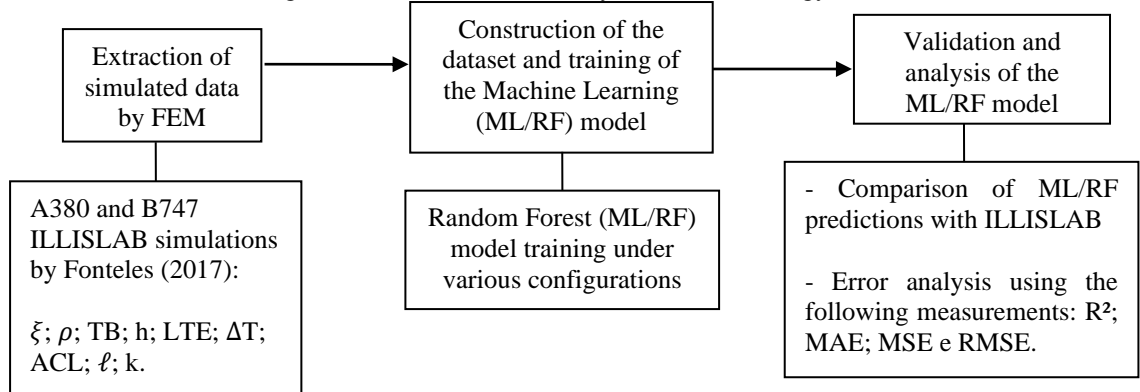 Extraction of
simulated data
by FEM
Construction of the
dataset and training of
the Machine Learning
(ML/RF) model
Validation and
analysis of the
ML/RF model
A380 and B747
ILLISLAB simulations
by Fonteles (2017):
ξ; ρ; TB; h; LTE; ΔT;
ACL; ℓ; k.
Random Forest (ML/RF)
model training under
various configurations
- Comparison of ML/RF
predictions with ILLISLAB
- Error analysis using the
following measurements: R²;
MAE; MSE e RMSE.